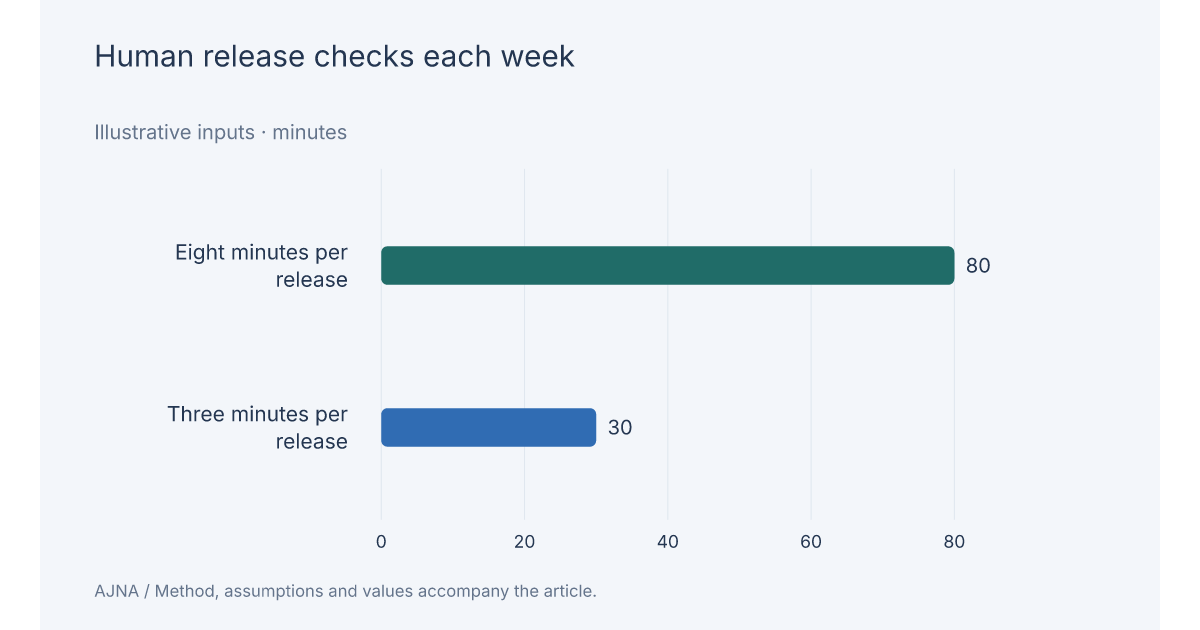 Human release checks each week
Illustrative inputs · minutes
Eight minutes per
release
80
Three minutes per
release
30
0 20 40 60 80
AJNA / Method, assumptions and values accompany the article.